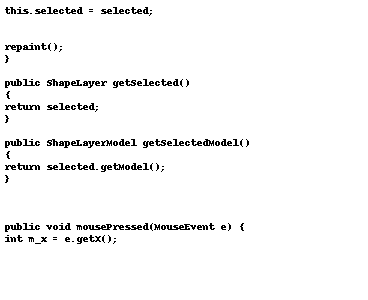 this.selected = selected;
repaint();
}
public ShapeLayer getSelected()
{
return selected;
}
public ShapeLayerModel getSelectedModel()
{
return selected.getModel();
}
public void mousePressed(MouseEvent e) {
int m_x = e.getX();